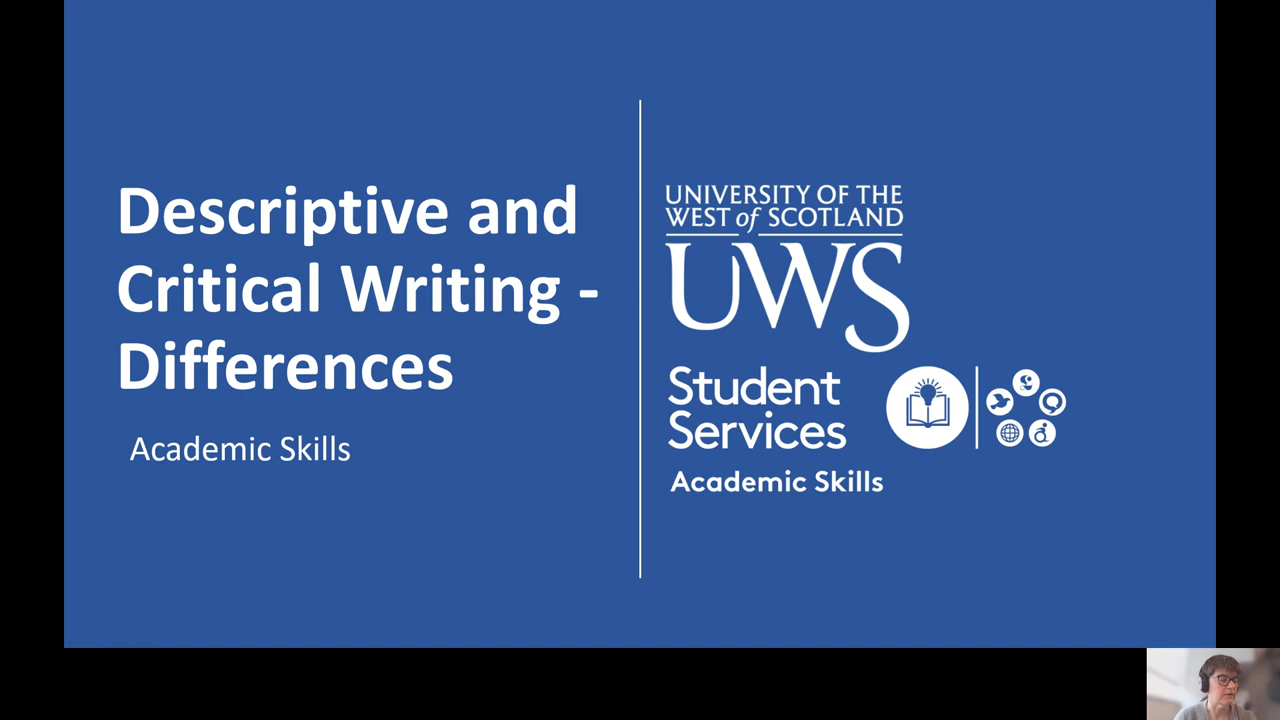 Descriptive and
Critical Writing -
Differences
Academic Skills
UNIVERSITY OF THE
WEST of SCOTLAND
UWS
Student
Services
Academic Skills